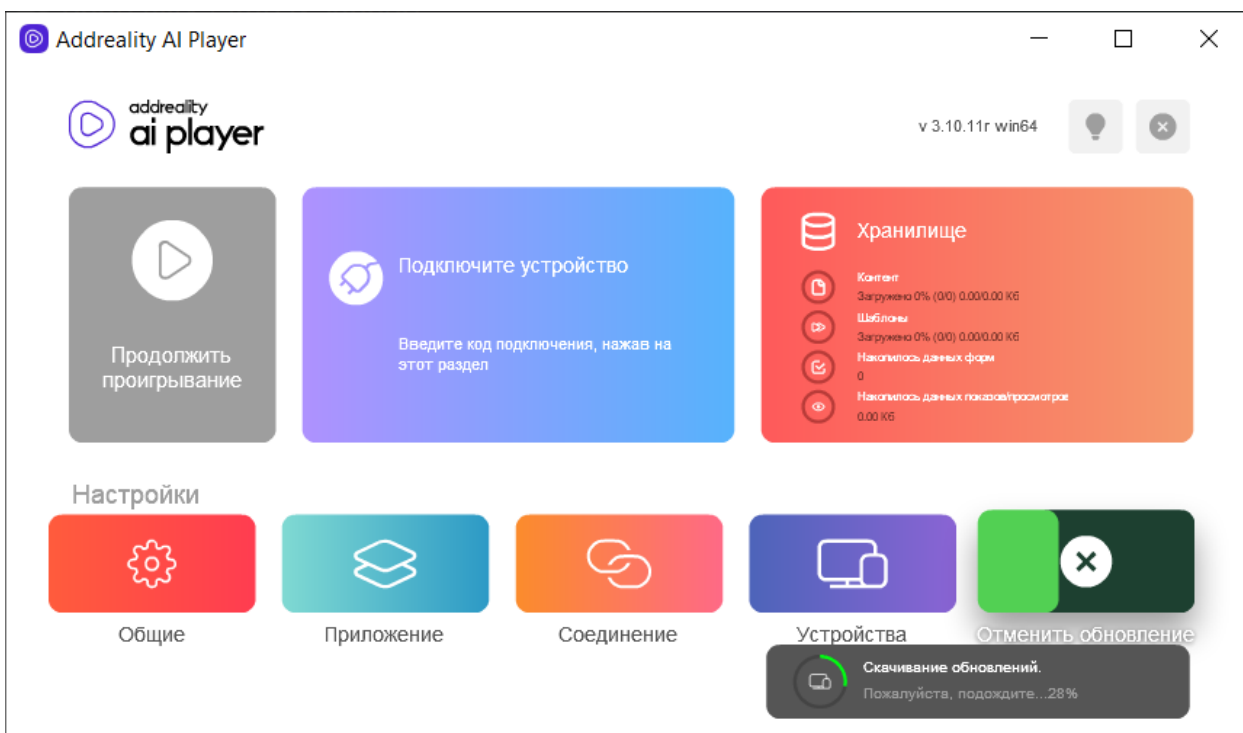 Addreality AI Player
addreality
ai player
v 3.10.11r win64
Продолжить
проигрывание
Подключите устройство
Введите код подключения, нажав на
этот раздел
Хранилище
Контент
Загружено 0% (0/0) 0.00/0.00 Кб
Шаблоны
Загружено 0% (0/0) 0.00/0.00 Кб
Накопилось данных форм
0
Накопилось данных показов/просмотров
0.00 Кб
Настройки
Общие
Приложение
Соединение
Устройства
Отменить обновление
Скачивание обновлений.
Пожалуйста, подождите...28%